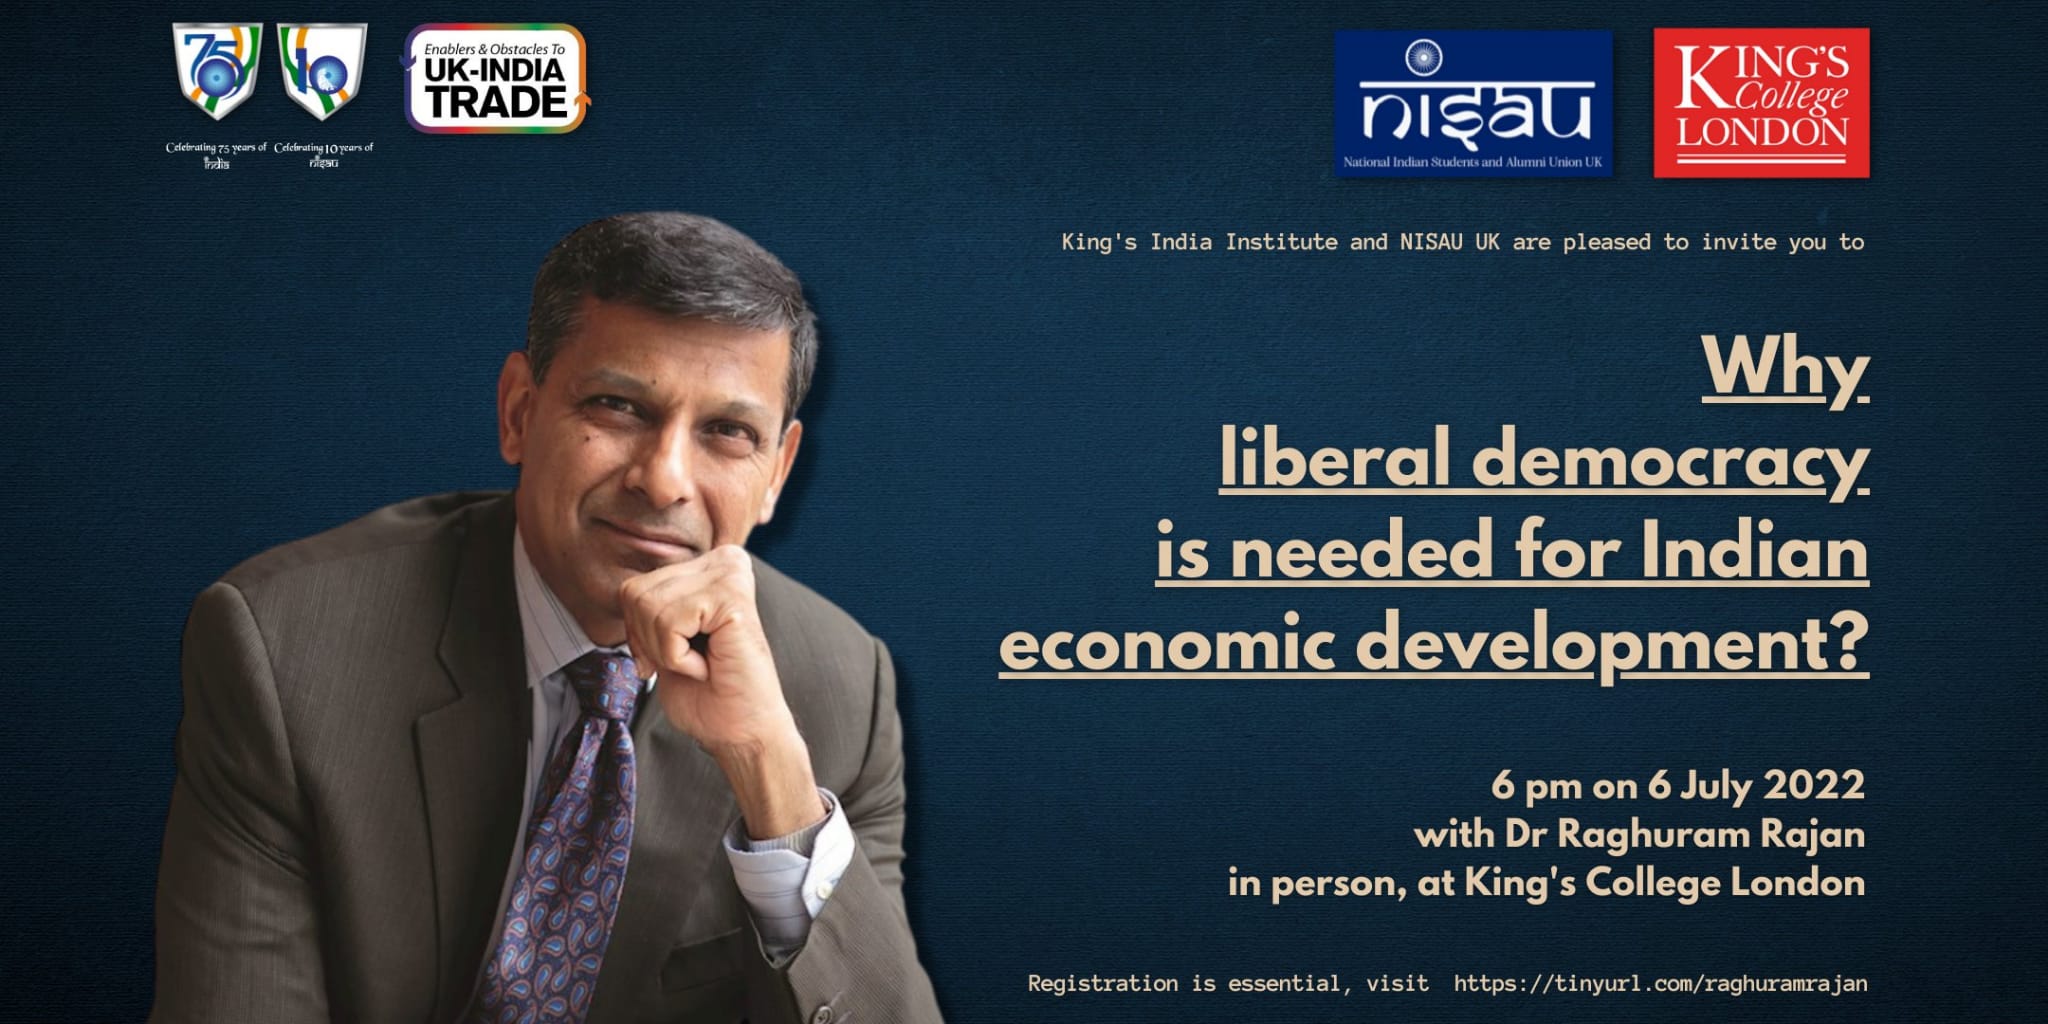 75
10
Celebrating 75 years of
india
Celebrating 10 years of
nisau
Enablers & Obstacles To
UK-INDIA
TRADE
nisau
National Indian Students and Alumni Union UK
KING'S
College
LONDON
King's India Institute and NISAU UK are pleased to invite you to
Why
liberal democracy
is needed for Indian
economic development?
6 pm on 6 July 2022
with Dr Raghuram Rajan
in person, at King's College London
Registration is essential, visit https://tinyurl.com/raghuramrajan